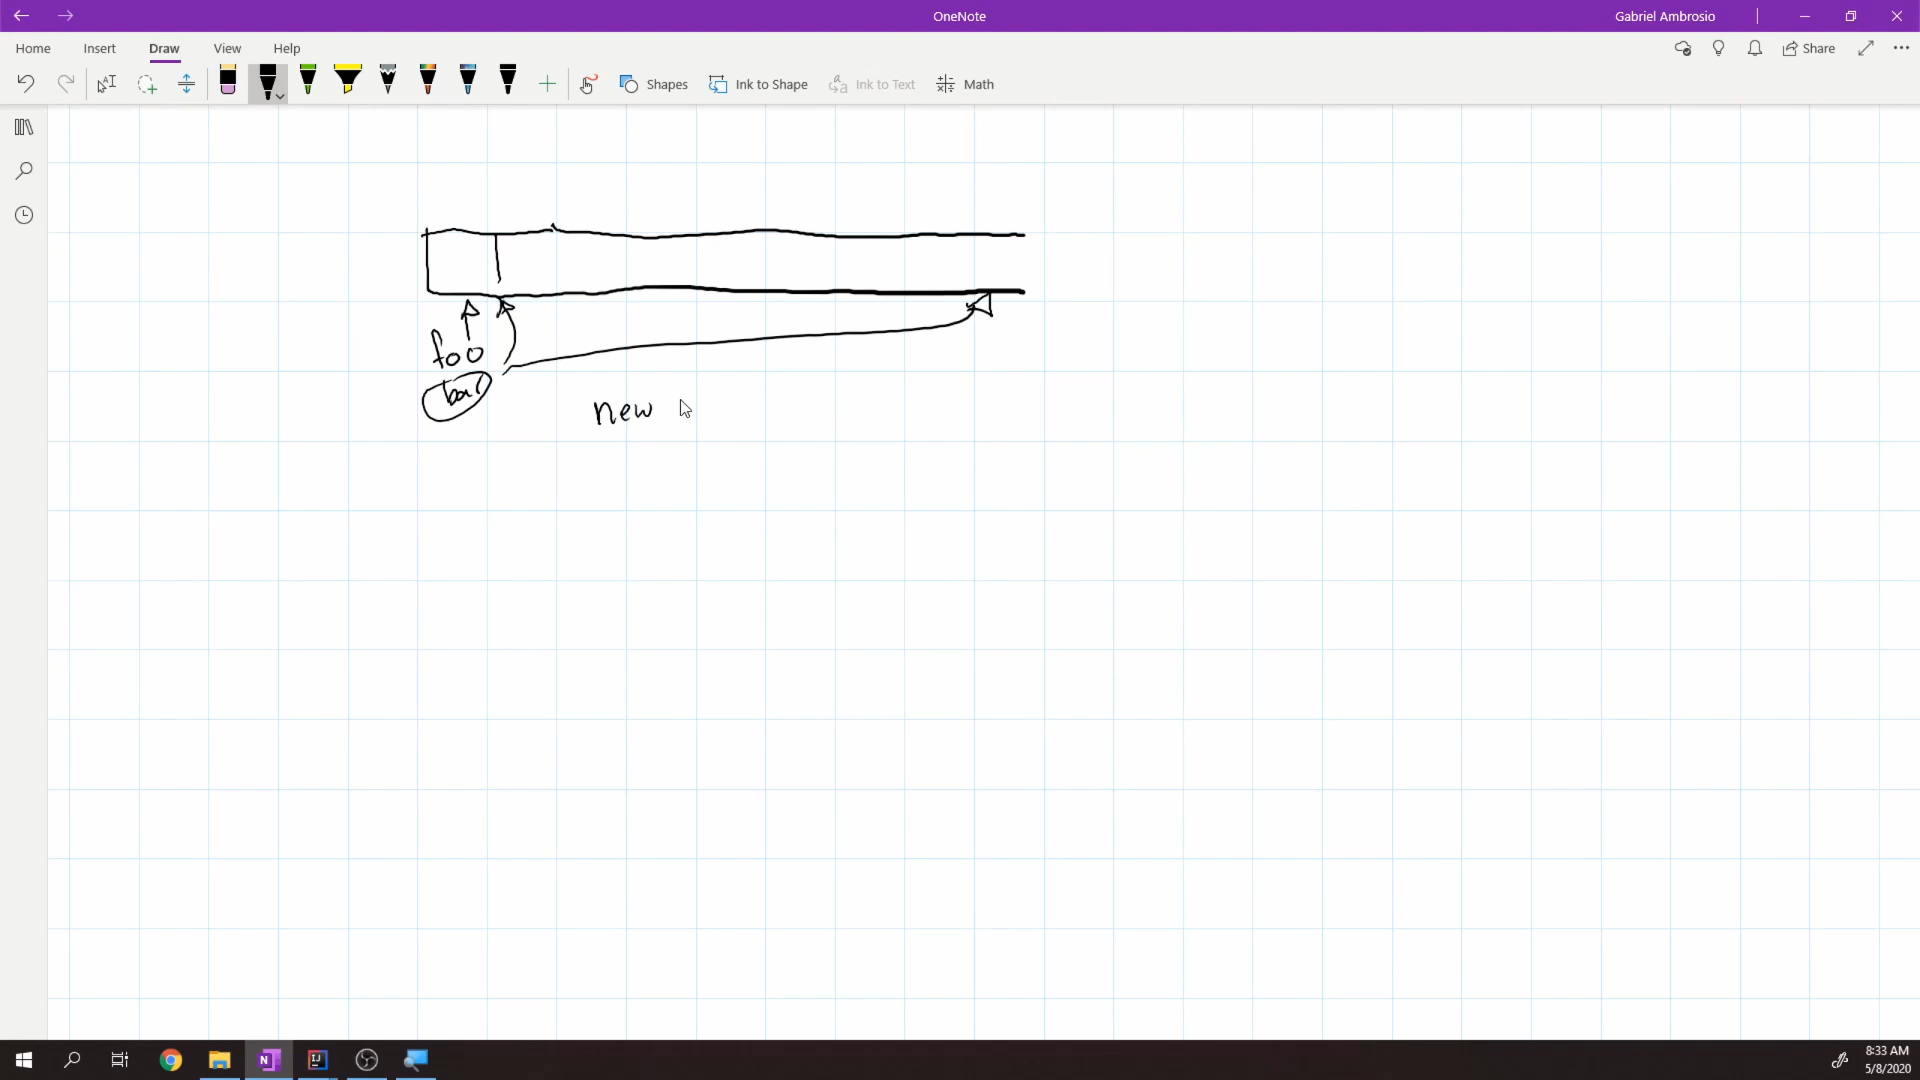 OneNote
Gabriel Ambrosio
Home Insert Draw View Help
Share
Shapes Ink to Shape Ink to Text Math
foo
bar
new
8:33 AM
5/8/2020